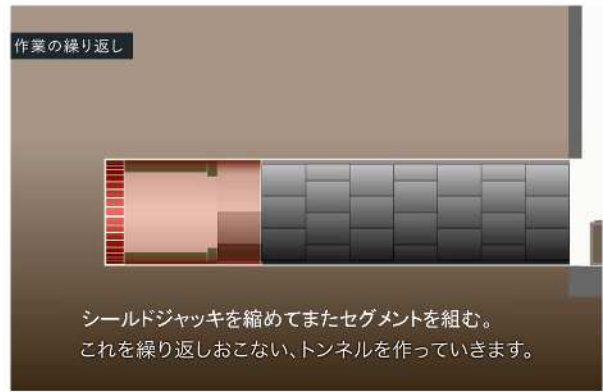 作業の繰り返し
シールドジャッキを縮めてまたセグメントを組む。
これを繰り返しおこない、トンネルを作っていきます。